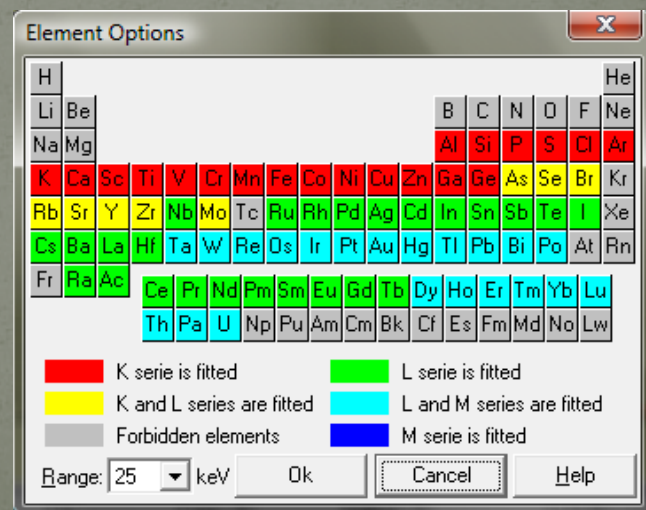 Element Options
H He
Li Be B C N O F Ne
Na Mg Al Si P S Cl Ar
K Ca Sc Ti V Cr Mn Fe Co Ni Cu Zn Ga Ge As Se Br Kr
Rb Sr Y Zr Nb Mo Tc Ru Rh Pd Ag Cd In Sn Sb Te I Xe
Cs Ba La Hf Ta W Re Os Ir Pt Au Hg Tl Pb Bi Po At Rn
Fr Ra Ac
Ce Pr Nd Pm Sm Eu Gd Tb Dy Ho Er Tm Yb Lu
Th Pa U Np Pu Am Cm Bk Cf Es Fm Md No Lw
K serie is fitted L serie is fitted
K and L series are fitted L and M series are fitted
Forbidden elements M serie is fitted
Range: 25 keV Ok Cancel Help